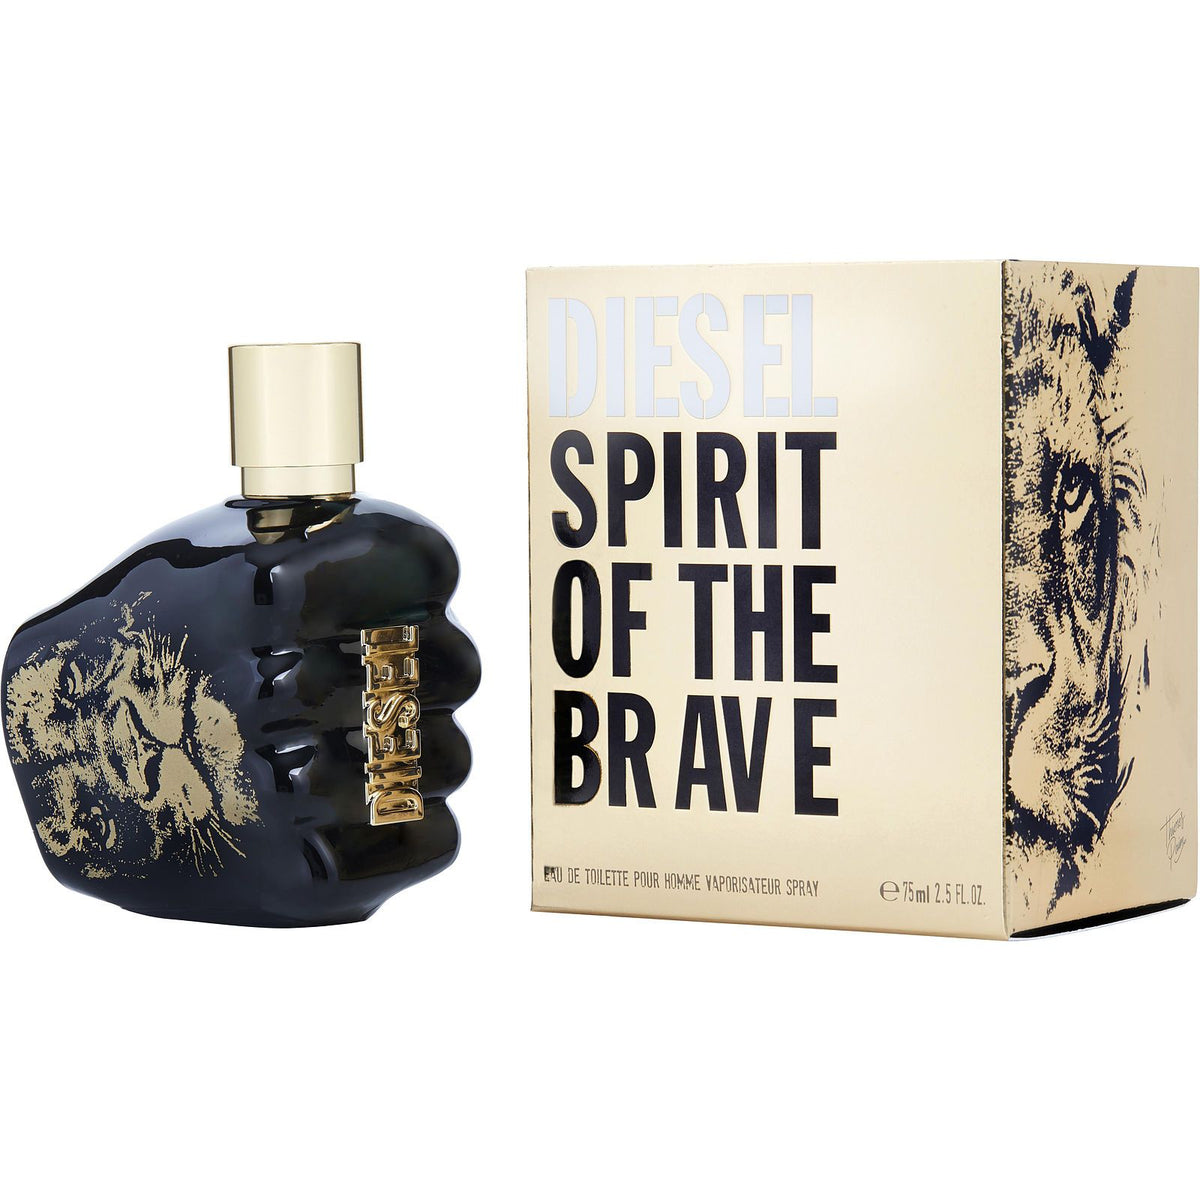 DIESEL
DIESEL
SPIRIT
OF THE
BRAVE
EAU DE TOILETTE POUR HOMME VAPORISATEUR SPRAY
℮75ml 2.5 FL.OZ.